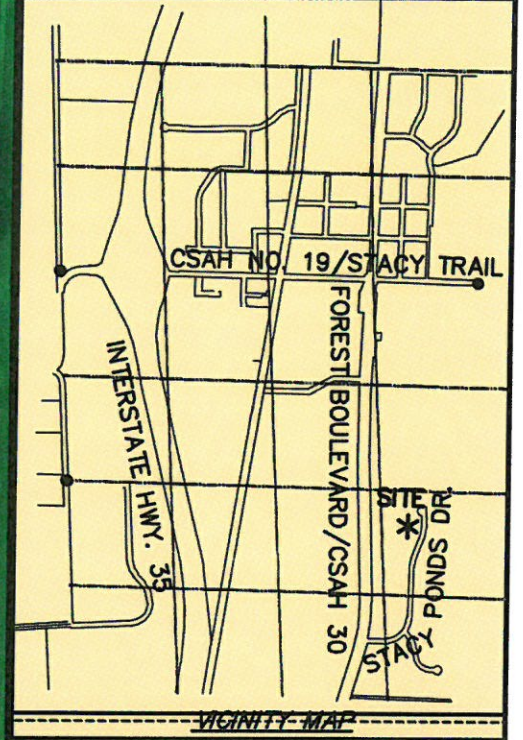 CSAH NO. 19/STACY TRAIL
INTERSTATE HWY. 35
FOREST BOULEVARD/CSAH 30
SITE
*
STACY PONDS DR.
VICINITY MAP